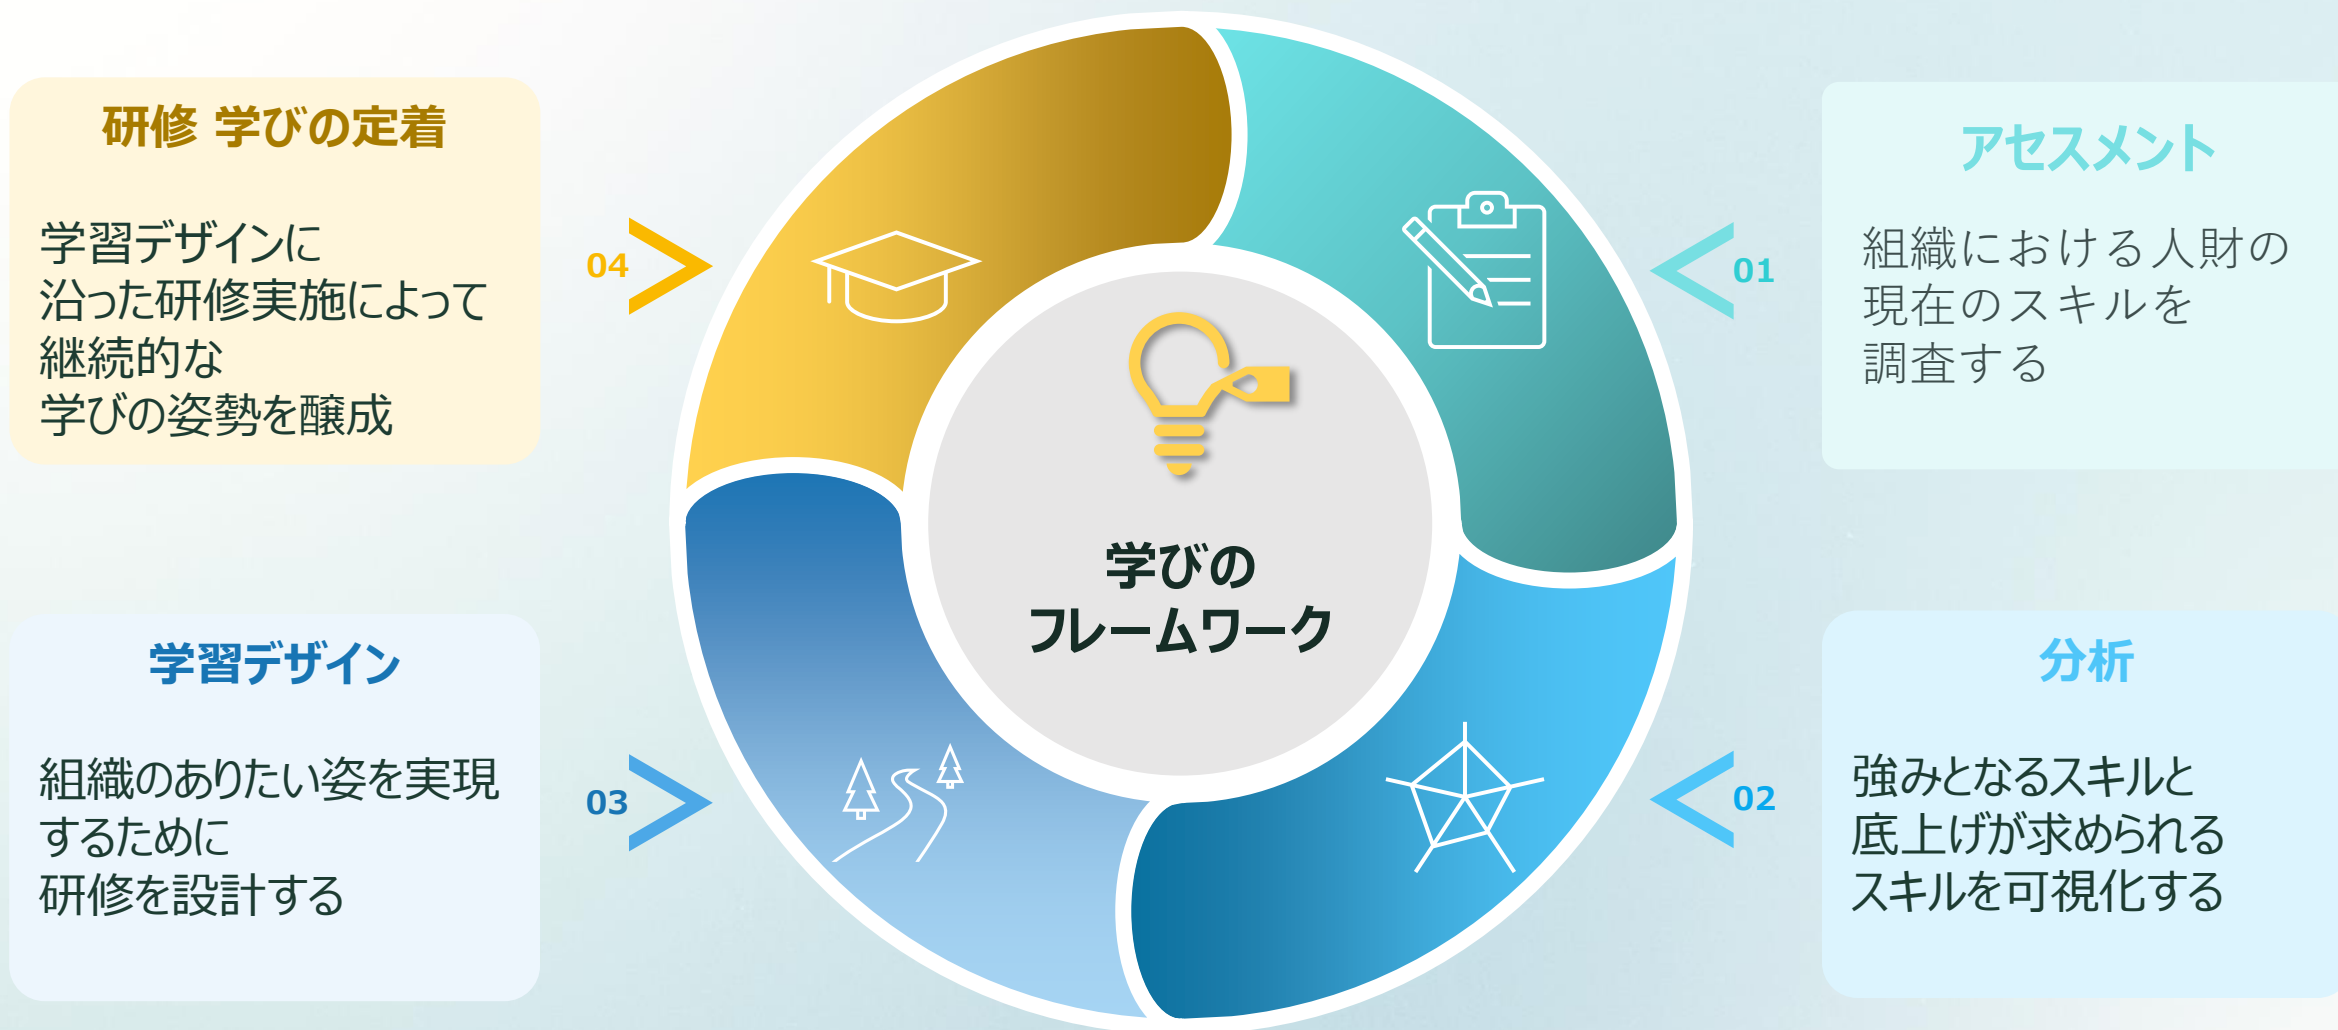 研修 学びの定着
学習デザインに
沿った研修実施によって
継続的な
学びの姿勢を醸成
04
アセスメント
組織における人財の
現在のスキルを
調査する
01
学びの
フレームワーク
学習デザイン
組織のありたい姿を実現
するために
研修を設計する
03
分析
強みとなるスキルと
底上げが求められる
スキルを可視化する
02